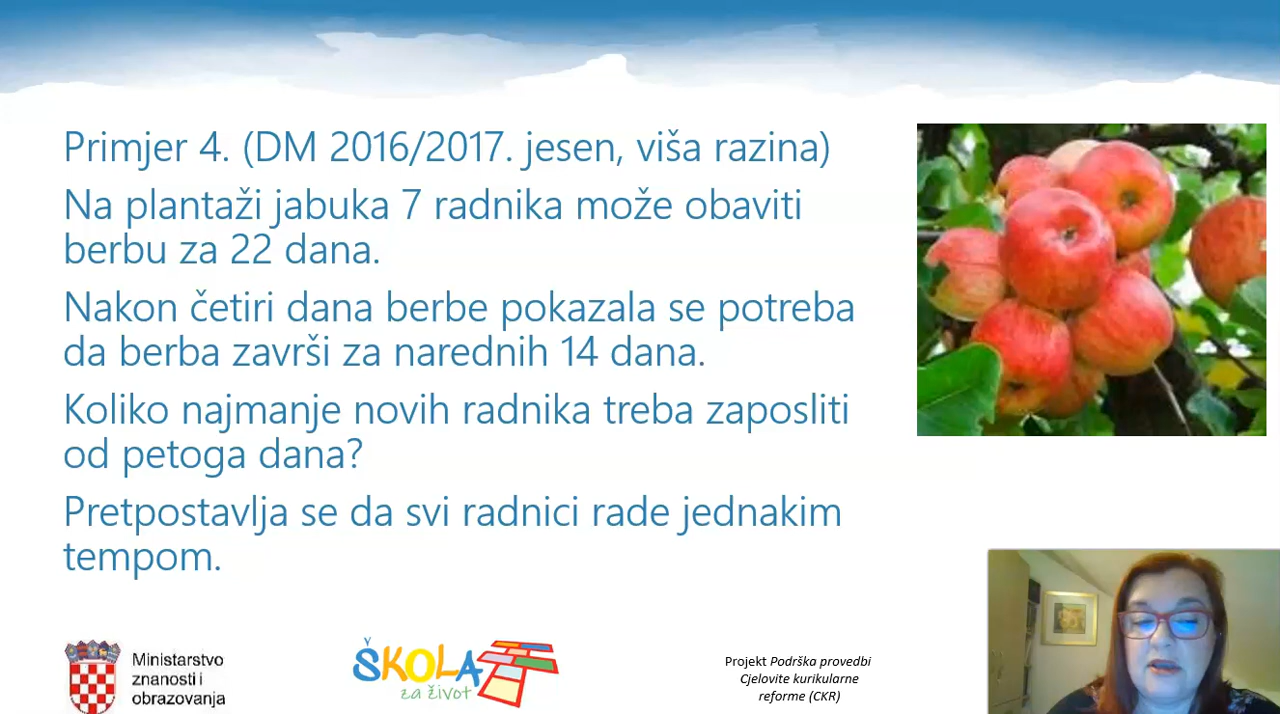 Primjer 4. (DM 2016/2017. jesen, viša razina)
Na plantaži jabuka 7 radnika može obaviti
berbu za 22 dana.
Nakon četiri dana berbe pokazala se potreba
da berba završi za narednih 14 dana.
Koliko najmanje novih radnika treba zaposliti
od petoga dana?
Pretpostavlja se da svi radnici rade jednakim
tempom.
Ministarstvo
znanosti i
obrazovanja
ŠKOLA
za život
Projekt Podrška provedbi
Cjelovite kurikularne
reforme (CKR)